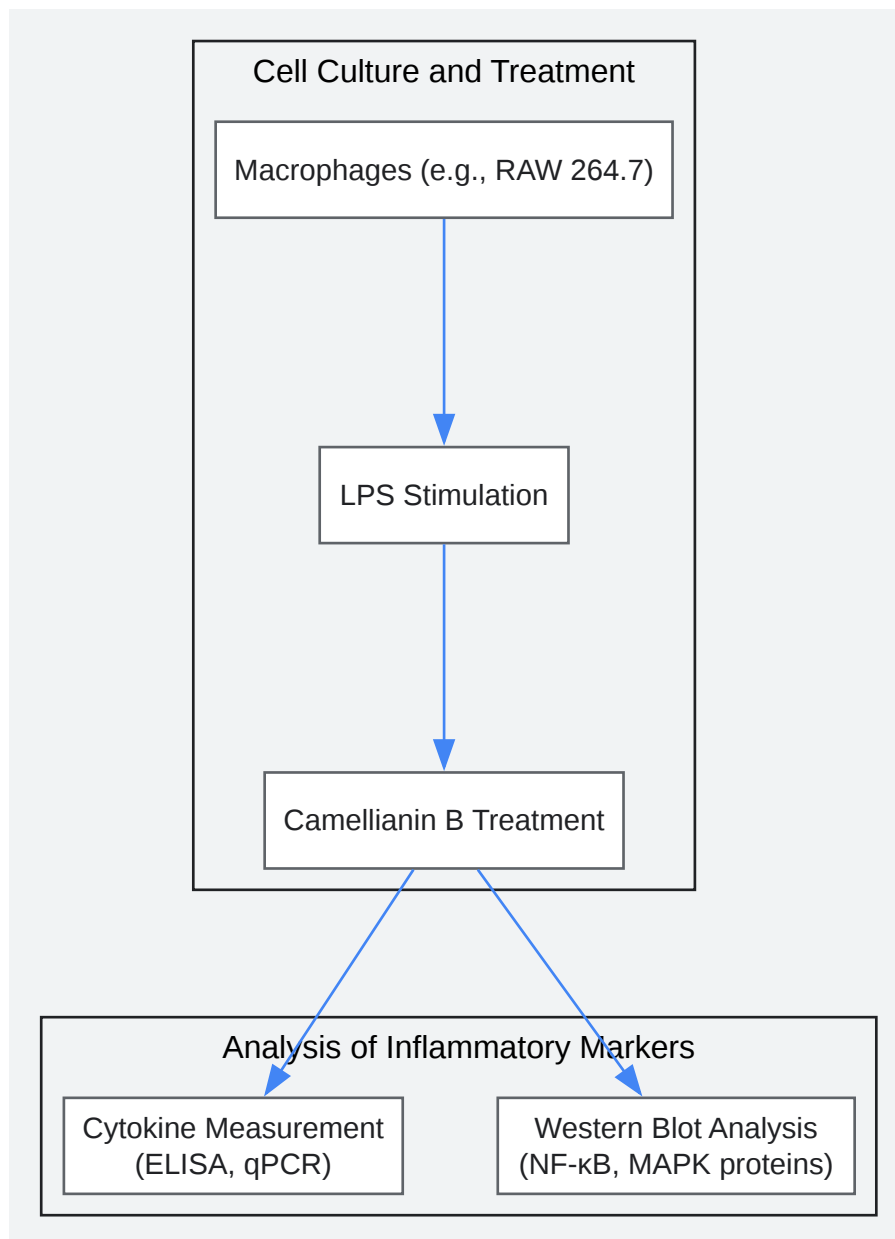 Cell Culture and Treatment
Macrophages (e.g., RAW 264.7)
LPS Stimulation
Camellianin B Treatment
Analysis of Inflammatory Markers
Cytokine Measurement
(ELISA, qPCR)
Western Blot Analysis
(NF-κB, MAPK proteins)